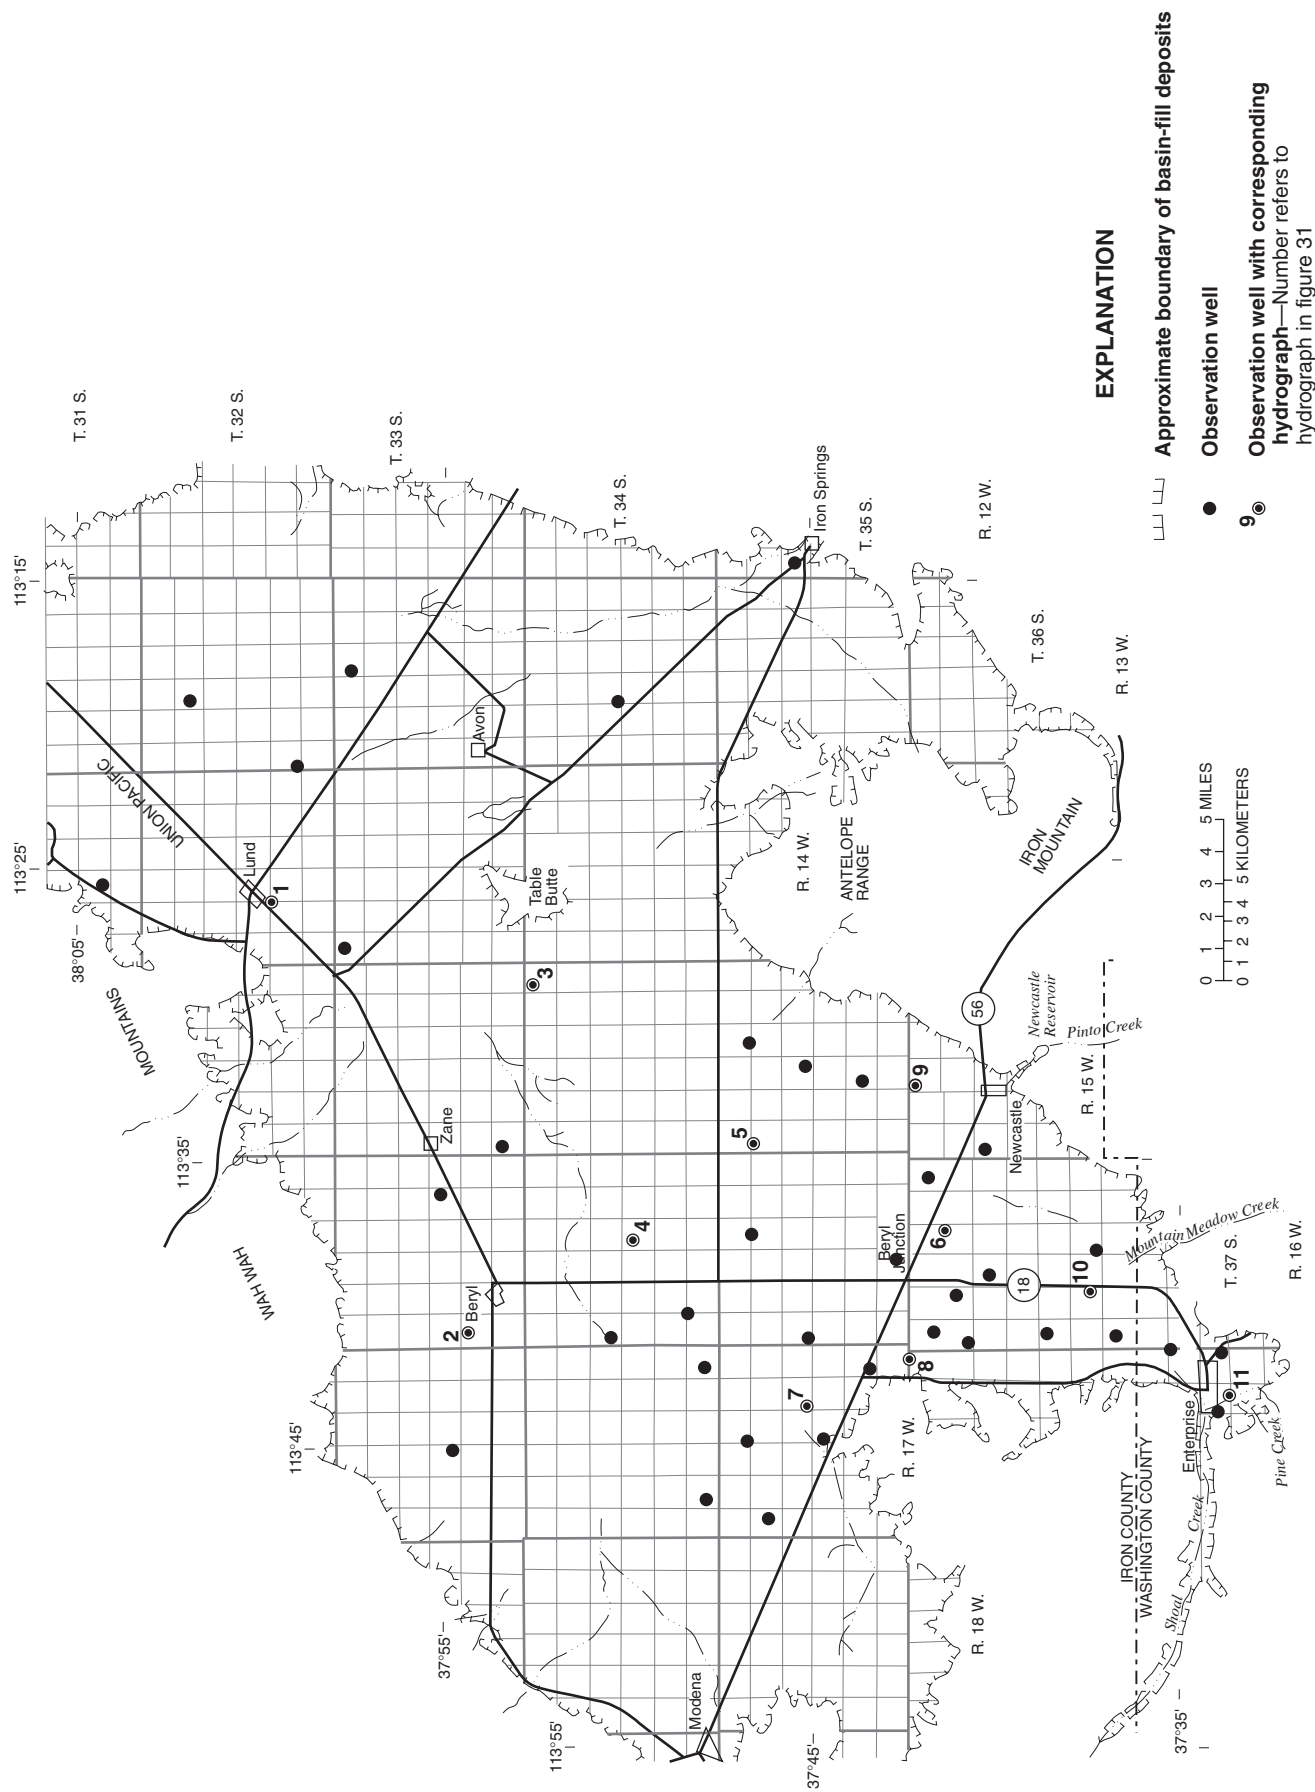 T. 31 S.
T. 32 S.
T. 33 S.
T. 34 S.
T. 35 S.
T. 36 S.
T. 37 S.
R. 12 W.
R. 13 W.
R. 14 W.
R. 15 W.
R. 16 W.
R. 17 W.
R. 18 W.
113°15'
113°25'
113°35'
113°45'
113°55'
38°05'
37°55'
37°45'
37°35'
UNION PACIFIC
WAH WAH
MOUNTAINS
Lund
1
Avon
Table
Butte
Iron Springs
Zane
3
Beryl
2
4
5
ANTELOPE
RANGE
IRON
MOUNTAIN
56
Newcastle
Reservoir
Pinto Creek
9
Newcastle
Beryl
Junction
6
7
8
10
18
Mountain Meadow Creek
11
Enterprise
Pine Creek
Shoal
Creek
IRON COUNTY
WASHINGTON COUNTY
Modena
0 1 2 3 4 5 MILES
0 1 2 3 4 5 KILOMETERS
EXPLANATION
Approximate boundary of basin-fill deposits
Observation well
9
Observation well with corresponding
hydrograph—Number refers to
hydrograph in figure 31